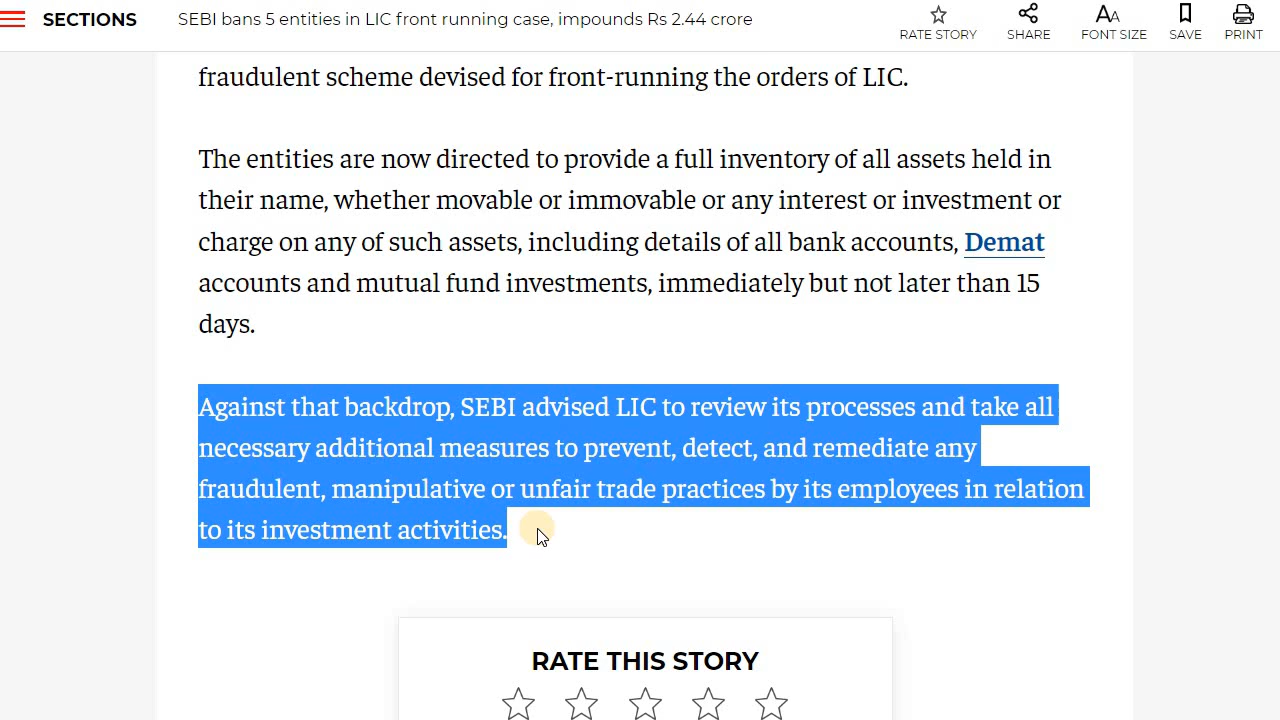 SECTIONS
SEBI bans 5 entities in LIC front running case, impounds Rs 2.44 crore
RATE STORY
SHARE
FONT SIZE
SAVE
PRINT
fraudulent scheme devised for front-running the orders of LIC.
The entities are now directed to provide a full inventory of all assets held in
their name, whether movable or immovable or any interest or investment or
charge on any of such assets, including details of all bank accounts, Demat
accounts and mutual fund investments, immediately but not later than 15
days.
Against that backdrop, SEBI advised LIC to review its processes and take all
necessary additional measures to prevent, detect, and remediate any
fraudulent, manipulative or unfair trade practices by its employees in relation
to its investment activities.
RATE THIS STORY